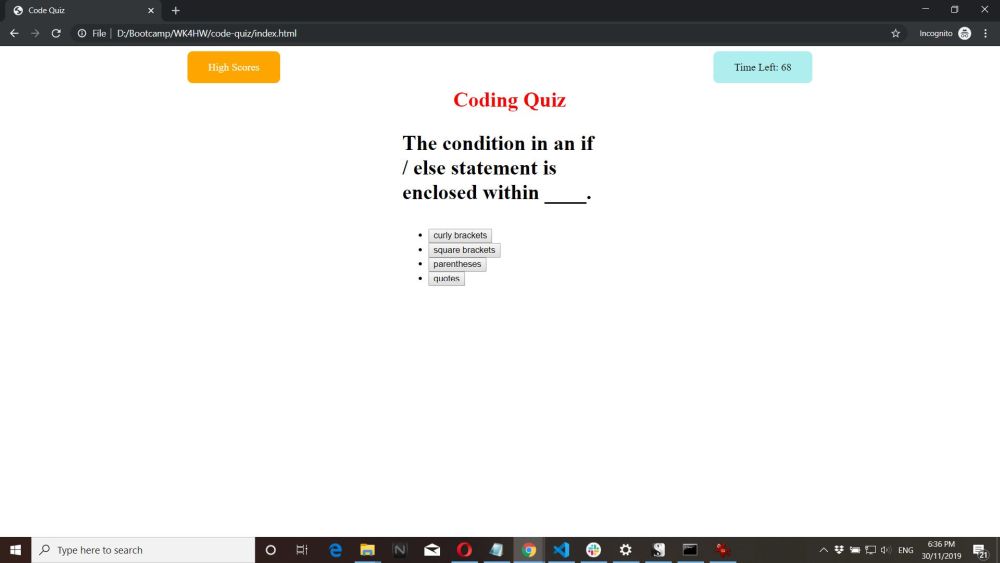 Code Quiz
File | D:/Bootcamp/WK4HW/code-quiz/index.html
Incognito
High Scores
Time Left: 68
Coding Quiz
The condition in an if
/ else statement is
enclosed within ____.
curly brackets
square brackets
parentheses
quotes
Type here to search
ENG
6:36 PM
30/11/2019
21